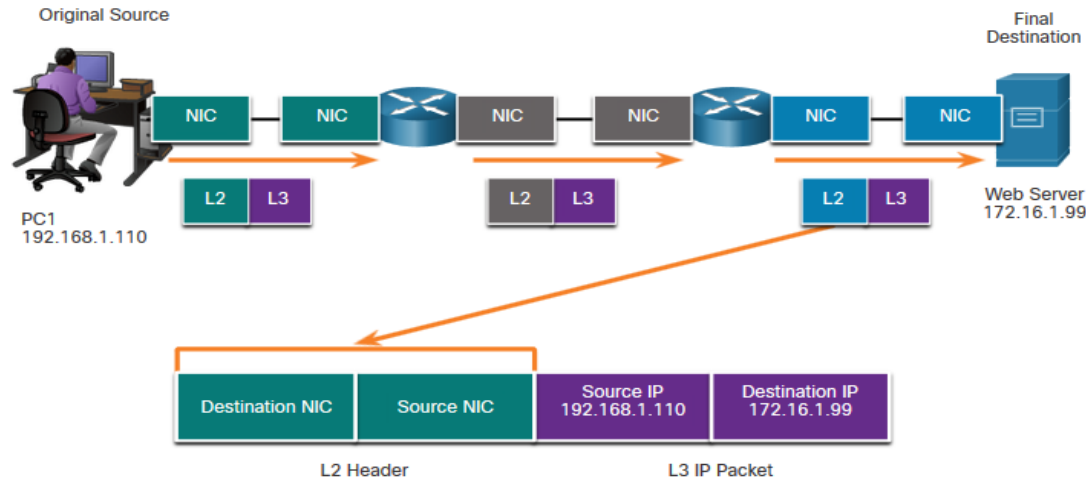 Original Source
Final
Destination
NIC
NIC
NIC
NIC
NIC
NIC
L2 L3
L2 L3
L2 L3
PC1
192.168.1.110
Web Server
172.16.1.99
Destination NIC
Source NIC
Source IP
192.168.1.110
Destination IP
172.16.1.99
L2 Header
L3 IP Packet